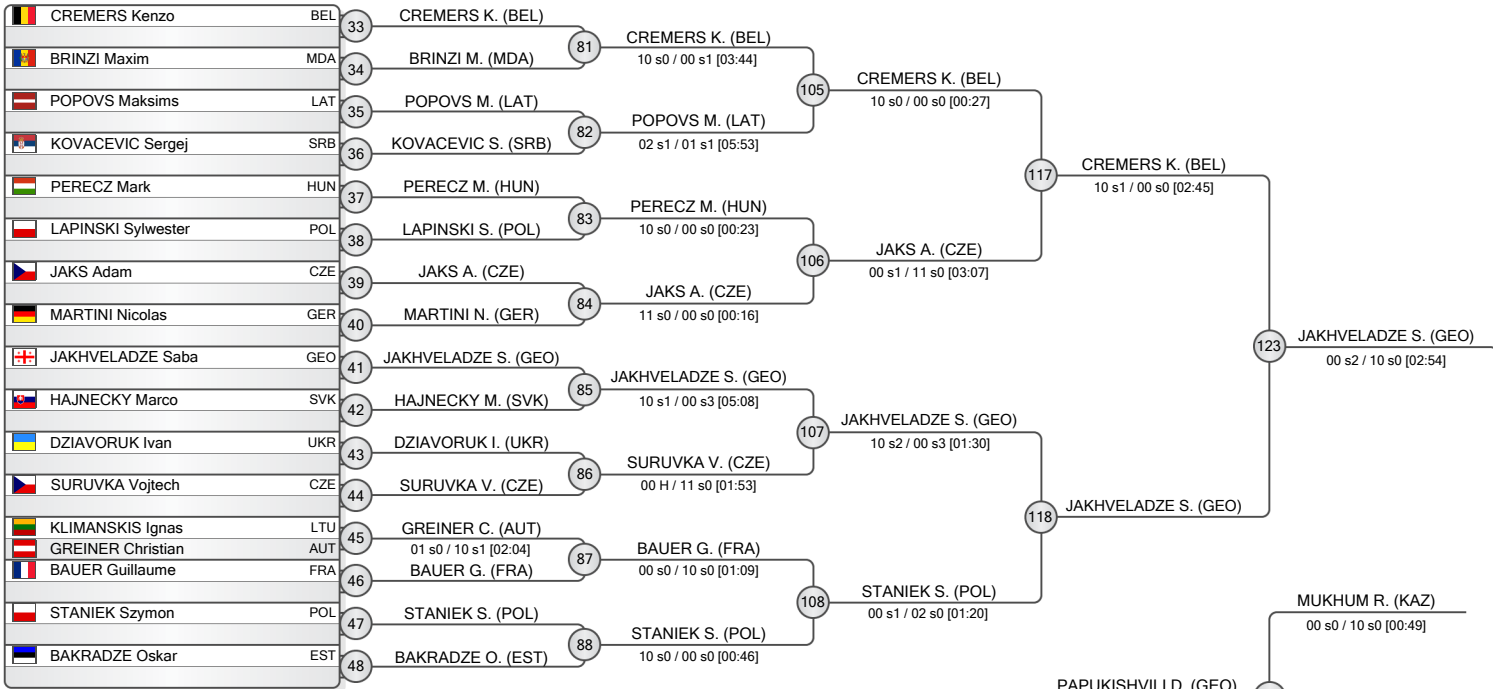 CREMERS Kenzo BEL
BRINZI Maxim MDA
POPOVS Maksims LAT
KOVACEVIC Sergej SRB
PERECZ Mark HUN
LAPINSKI Sylwester POL
JAKS Adam CZE
MARTINI Nicolas GER
JAKHVELADZE Saba GEO
HAJNECKY Marco SVK
DZIAVORUK Ivan UKR
SURUVKA Vojtech CZE
KLIMANSKIS Ignas LTU
GREINER Christian AUT
BAUER Guillaume FRA
STANIEK Szymon POL
BAKRADZE Oskar EST
33
34
35
36
37
38
39
40
41
42
43
44
45
46
47
48
CREMERS K. (BEL)
BRINZI M. (MDA)
POPOVS M. (LAT)
KOVACEVIC S. (SRB)
PERECZ M. (HUN)
LAPINSKI S. (POL)
JAKS A. (CZE)
MARTINI N. (GER)
JAKHVELADZE S. (GEO)
HAJNECKY M. (SVK)
DZIAVORUK I. (UKR)
SURUVKA V. (CZE)
GREINER C. (AUT)
01 s0 / 10 s1 [02:04]
BAUER G. (FRA)
STANIEK S. (POL)
BAKRADZE O. (EST)
81
82
83
84
85
86
87
88
CREMERS K. (BEL)
10 s0 / 00 s1 [03:44]
POPOVS M. (LAT)
02 s1 / 01 s1 [05:53]
PERECZ M. (HUN)
10 s0 / 00 s0 [00:23]
JAKS A. (CZE)
11 s0 / 00 s0 [00:16]
JAKHVELADZE S. (GEO)
10 s1 / 00 s3 [05:08]
SURUVKA V. (CZE)
00 H / 11 s0 [01:53]
BAUER G. (FRA)
00 s0 / 10 s0 [01:09]
STANIEK S. (POL)
10 s0 / 00 s0 [00:46]
105
106
107
108
CREMERS K. (BEL)
10 s0 / 00 s0 [00:27]
JAKS A. (CZE)
00 s1 / 11 s0 [03:07]
JAKHVELADZE S. (GEO)
10 s2 / 00 s3 [01:30]
STANIEK S. (POL)
00 s1 / 02 s0 [01:20]
117
118
CREMERS K. (BEL)
10 s1 / 00 s0 [02:45]
JAKHVELADZE S. (GEO)
123
JAKHVELADZE S. (GEO)
00 s2 / 10 s0 [02:54]
MUKHUM R. (KAZ)
00 s0 / 10 s0 [00:49]
PAPUKISHVILI D. (GEO)